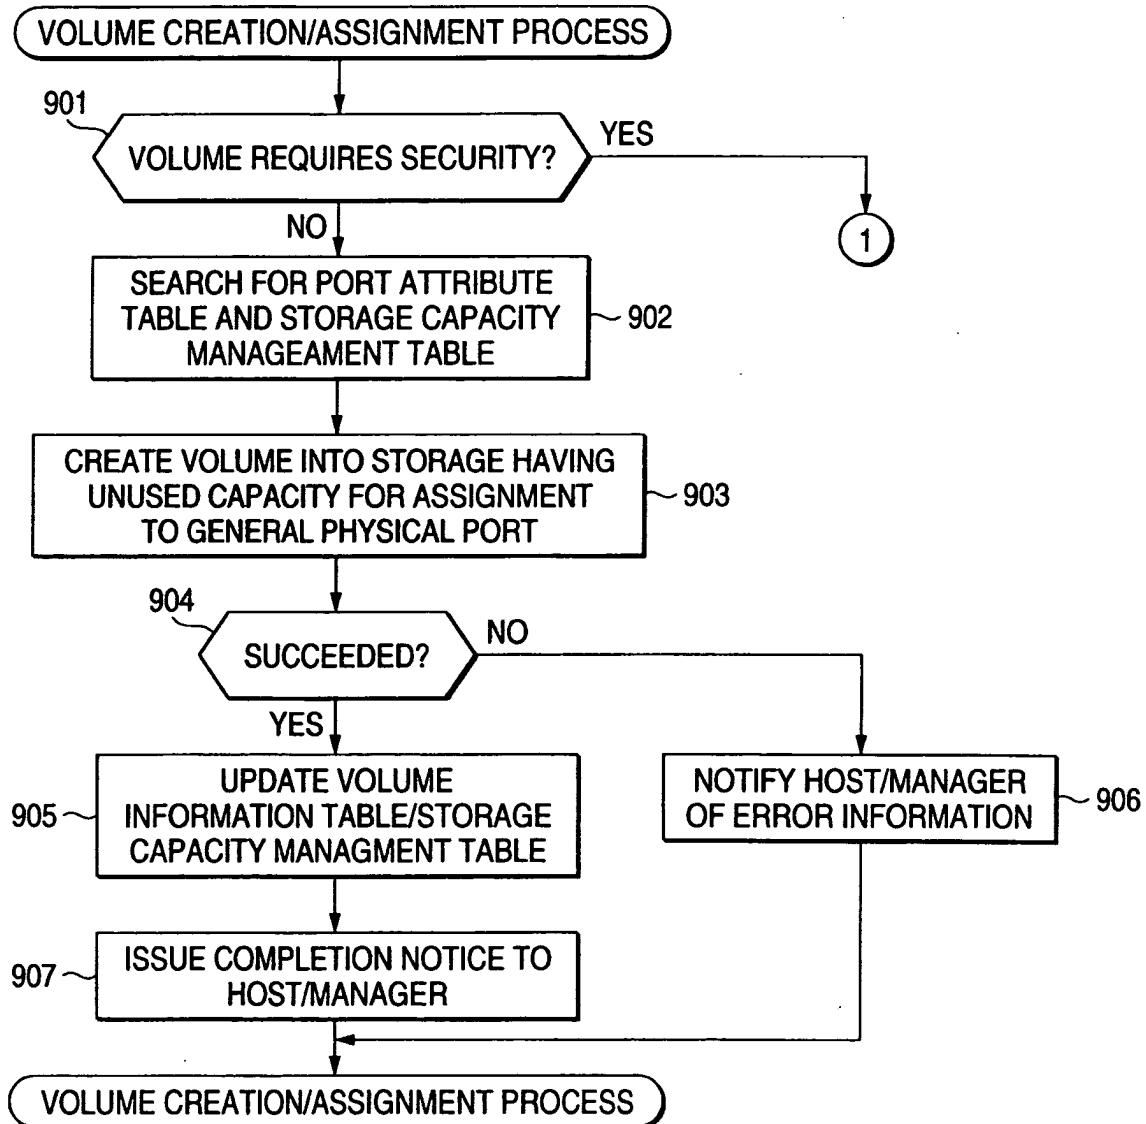 VOLUME CREATION/ASSIGNMENT PROCESS
901
VOLUME REQUIRES SECURITY?
YES
1
NO
SEARCH FOR PORT ATTRIBUTE
TABLE AND STORAGE CAPACITY
MANAGEAMENT TABLE
902
CREATE VOLUME INTO STORAGE HAVING
UNUSED CAPACITY FOR ASSIGNMENT
TO GENERAL PHYSICAL PORT
903
904
SUCCEEDED?
NO
YES
UPDATE VOLUME
INFORMATION TABLE/STORAGE
CAPACITY MANAGMENT TABLE
905
NOTIFY HOST/MANAGER
OF ERROR INFORMATION
906
ISSUE COMPLETION NOTICE TO
HOST/MANAGER
907
VOLUME CREATION/ASSIGNMENT PROCESS